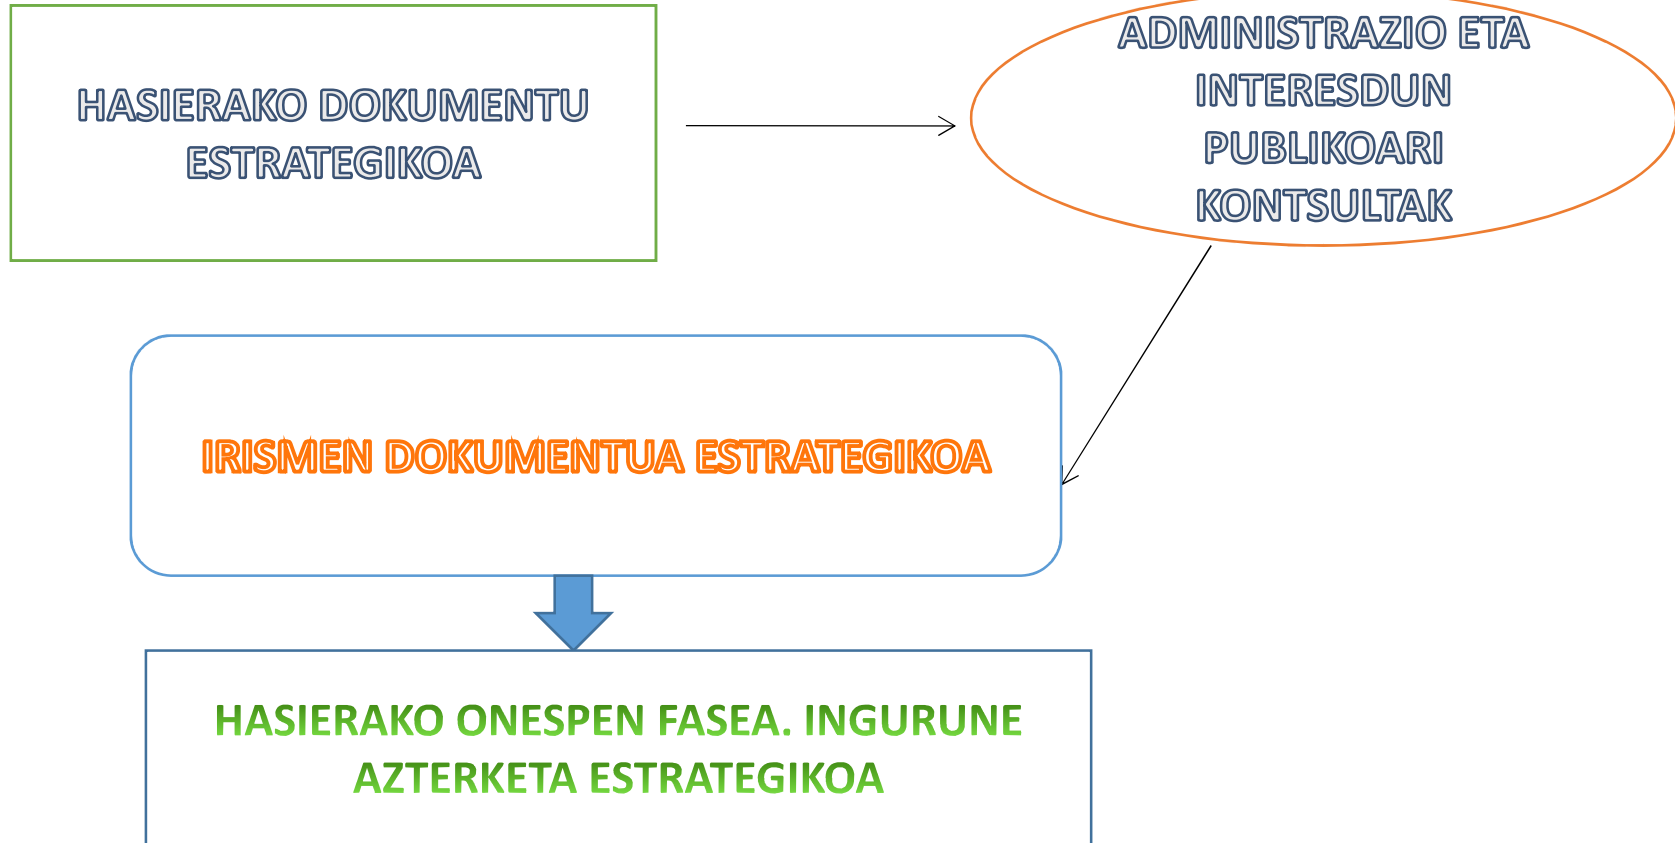 HASIERAKO DOKUMENTU
ESTRATEGIKOA
ADMINISTRAZIO ETA
INTERESDUN
PUBLIKOARI
KONTSULTAK
IRISMEN DOKUMENTUA ESTRATEGIKOA
HASIERAKO ONESPEN FASEA. INGURUNE
AZTERKETA ESTRATEGIKOA